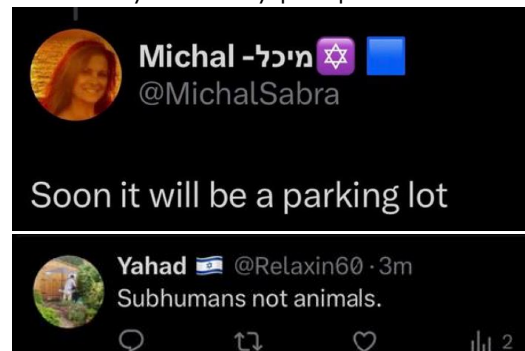 Michal -מיכל
@MichalSabra
Soon it will be a parking lot
Yahad @Relaxin60 · 3m
Subhumans not animals.
2